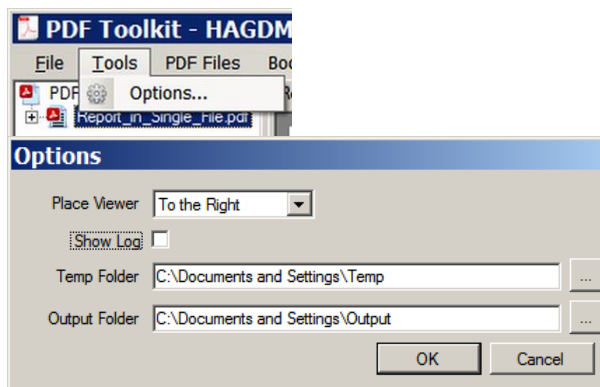 PDF Toolkit - HAGDM
File Tools PDF Files
PDF
Options...
Report_in_Single_File.pdf
Options
Place Viewer To the Right
Show Log
Temp Folder C:\Documents and Settings\Temp ...
Output Folder C:\Documents and Settings\Output ...
OK Cancel